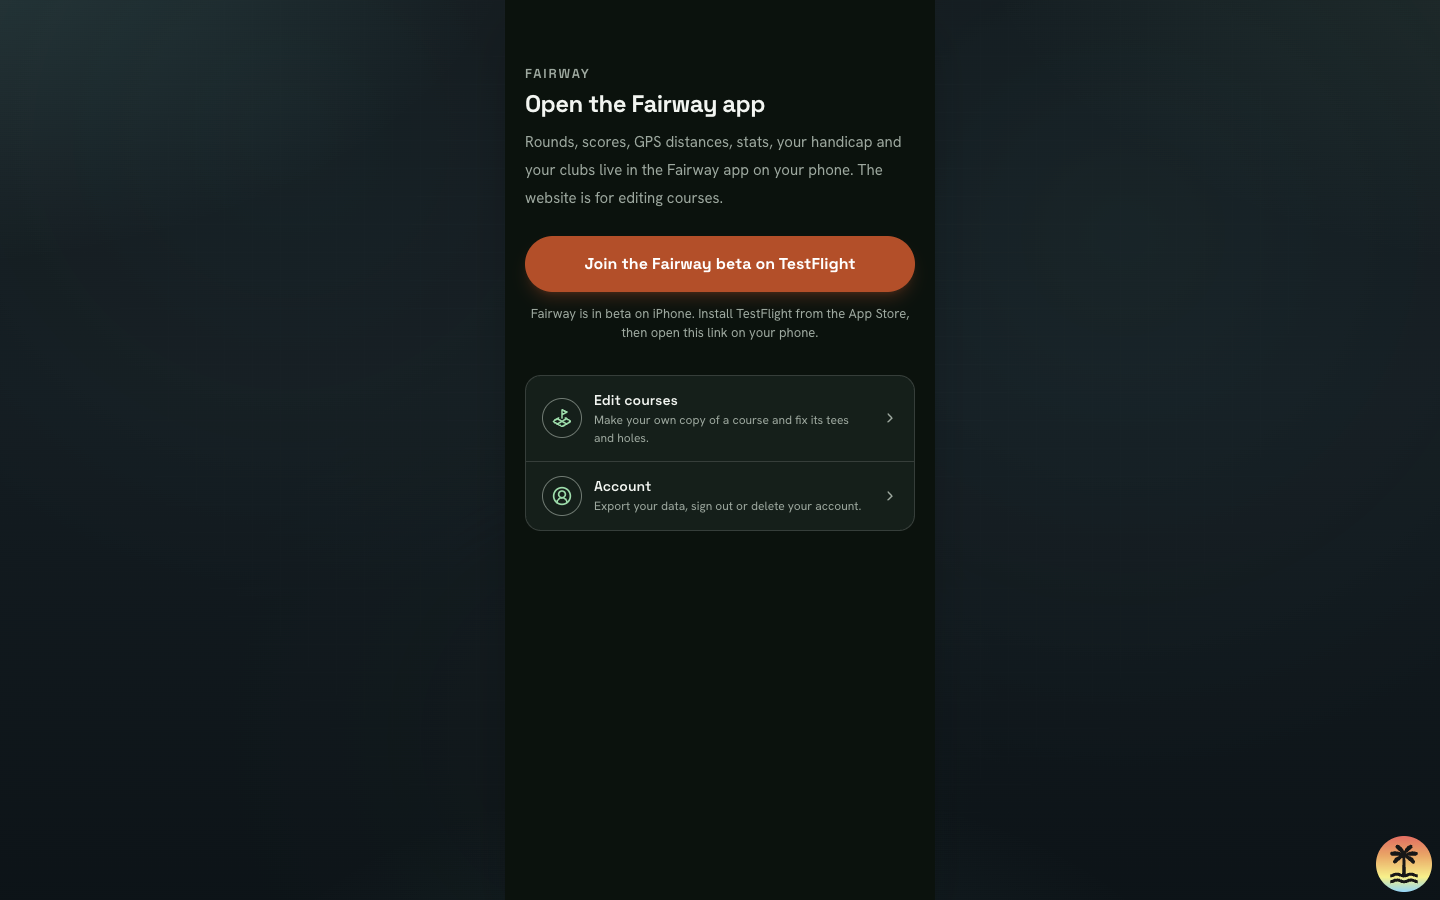 FAIRWAY
Open the Fairway app
Rounds, scores, GPS distances, stats, your handicap and
your clubs live in the Fairway app on your phone. The
website is for editing courses.
Join the Fairway beta on TestFlight
Fairway is in beta on iPhone. Install TestFlight from the App Store,
then open this link on your phone.
Edit courses
Make your own copy of a course and fix its tees
and holes.
Account
Export your data, sign out or delete your account.